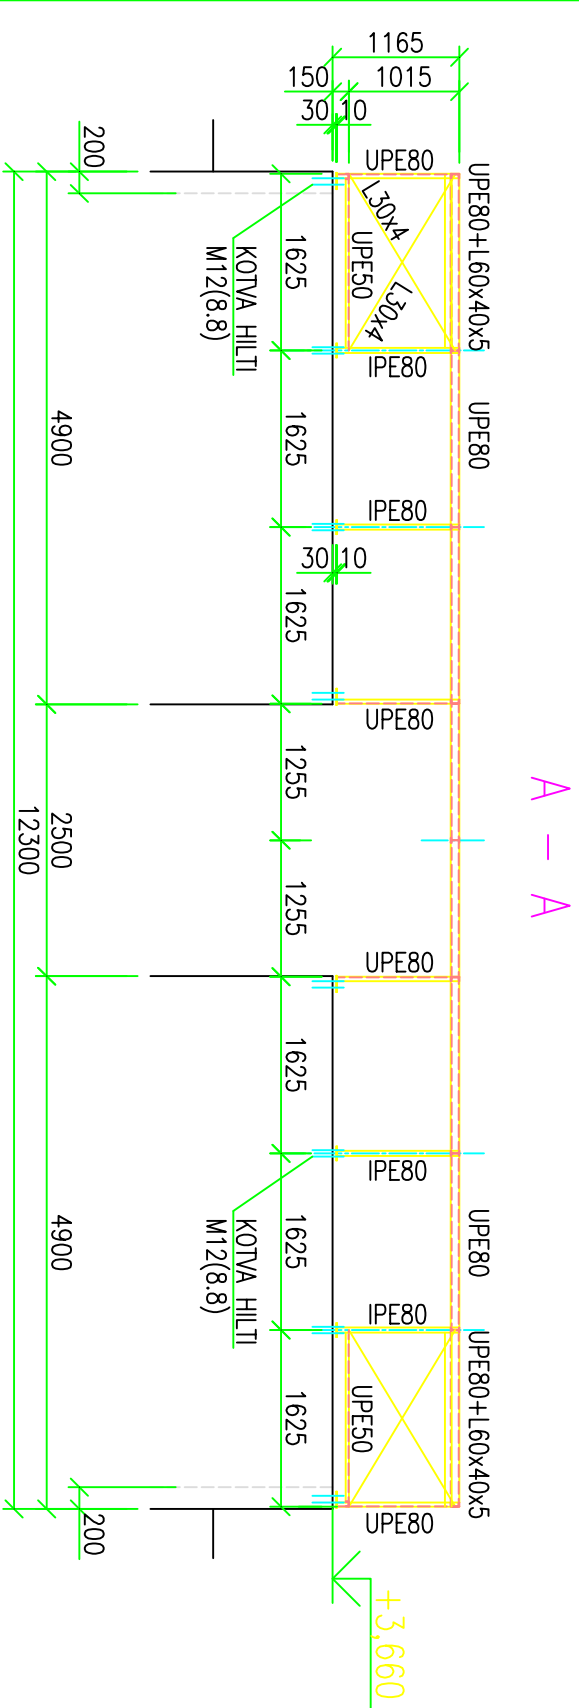 1165
150
1015
30
10
UPE80
200
UPE80+L60x40x5
L30x4
UPE50
L30x4
1625
KOTVA HILTI
M12(8.8)
IPE80
4900
1625
UPE80
IPE80
30
10
1625
UPE80
A - A
1255
2500
12300
1255
UPE80
1625
IPE80
4900
1625
KOTVA HILTI
M12(8.8)
UPE80
IPE80
UPE80+L60x40x5
1625
UPE50
UPE80
200
+3,660